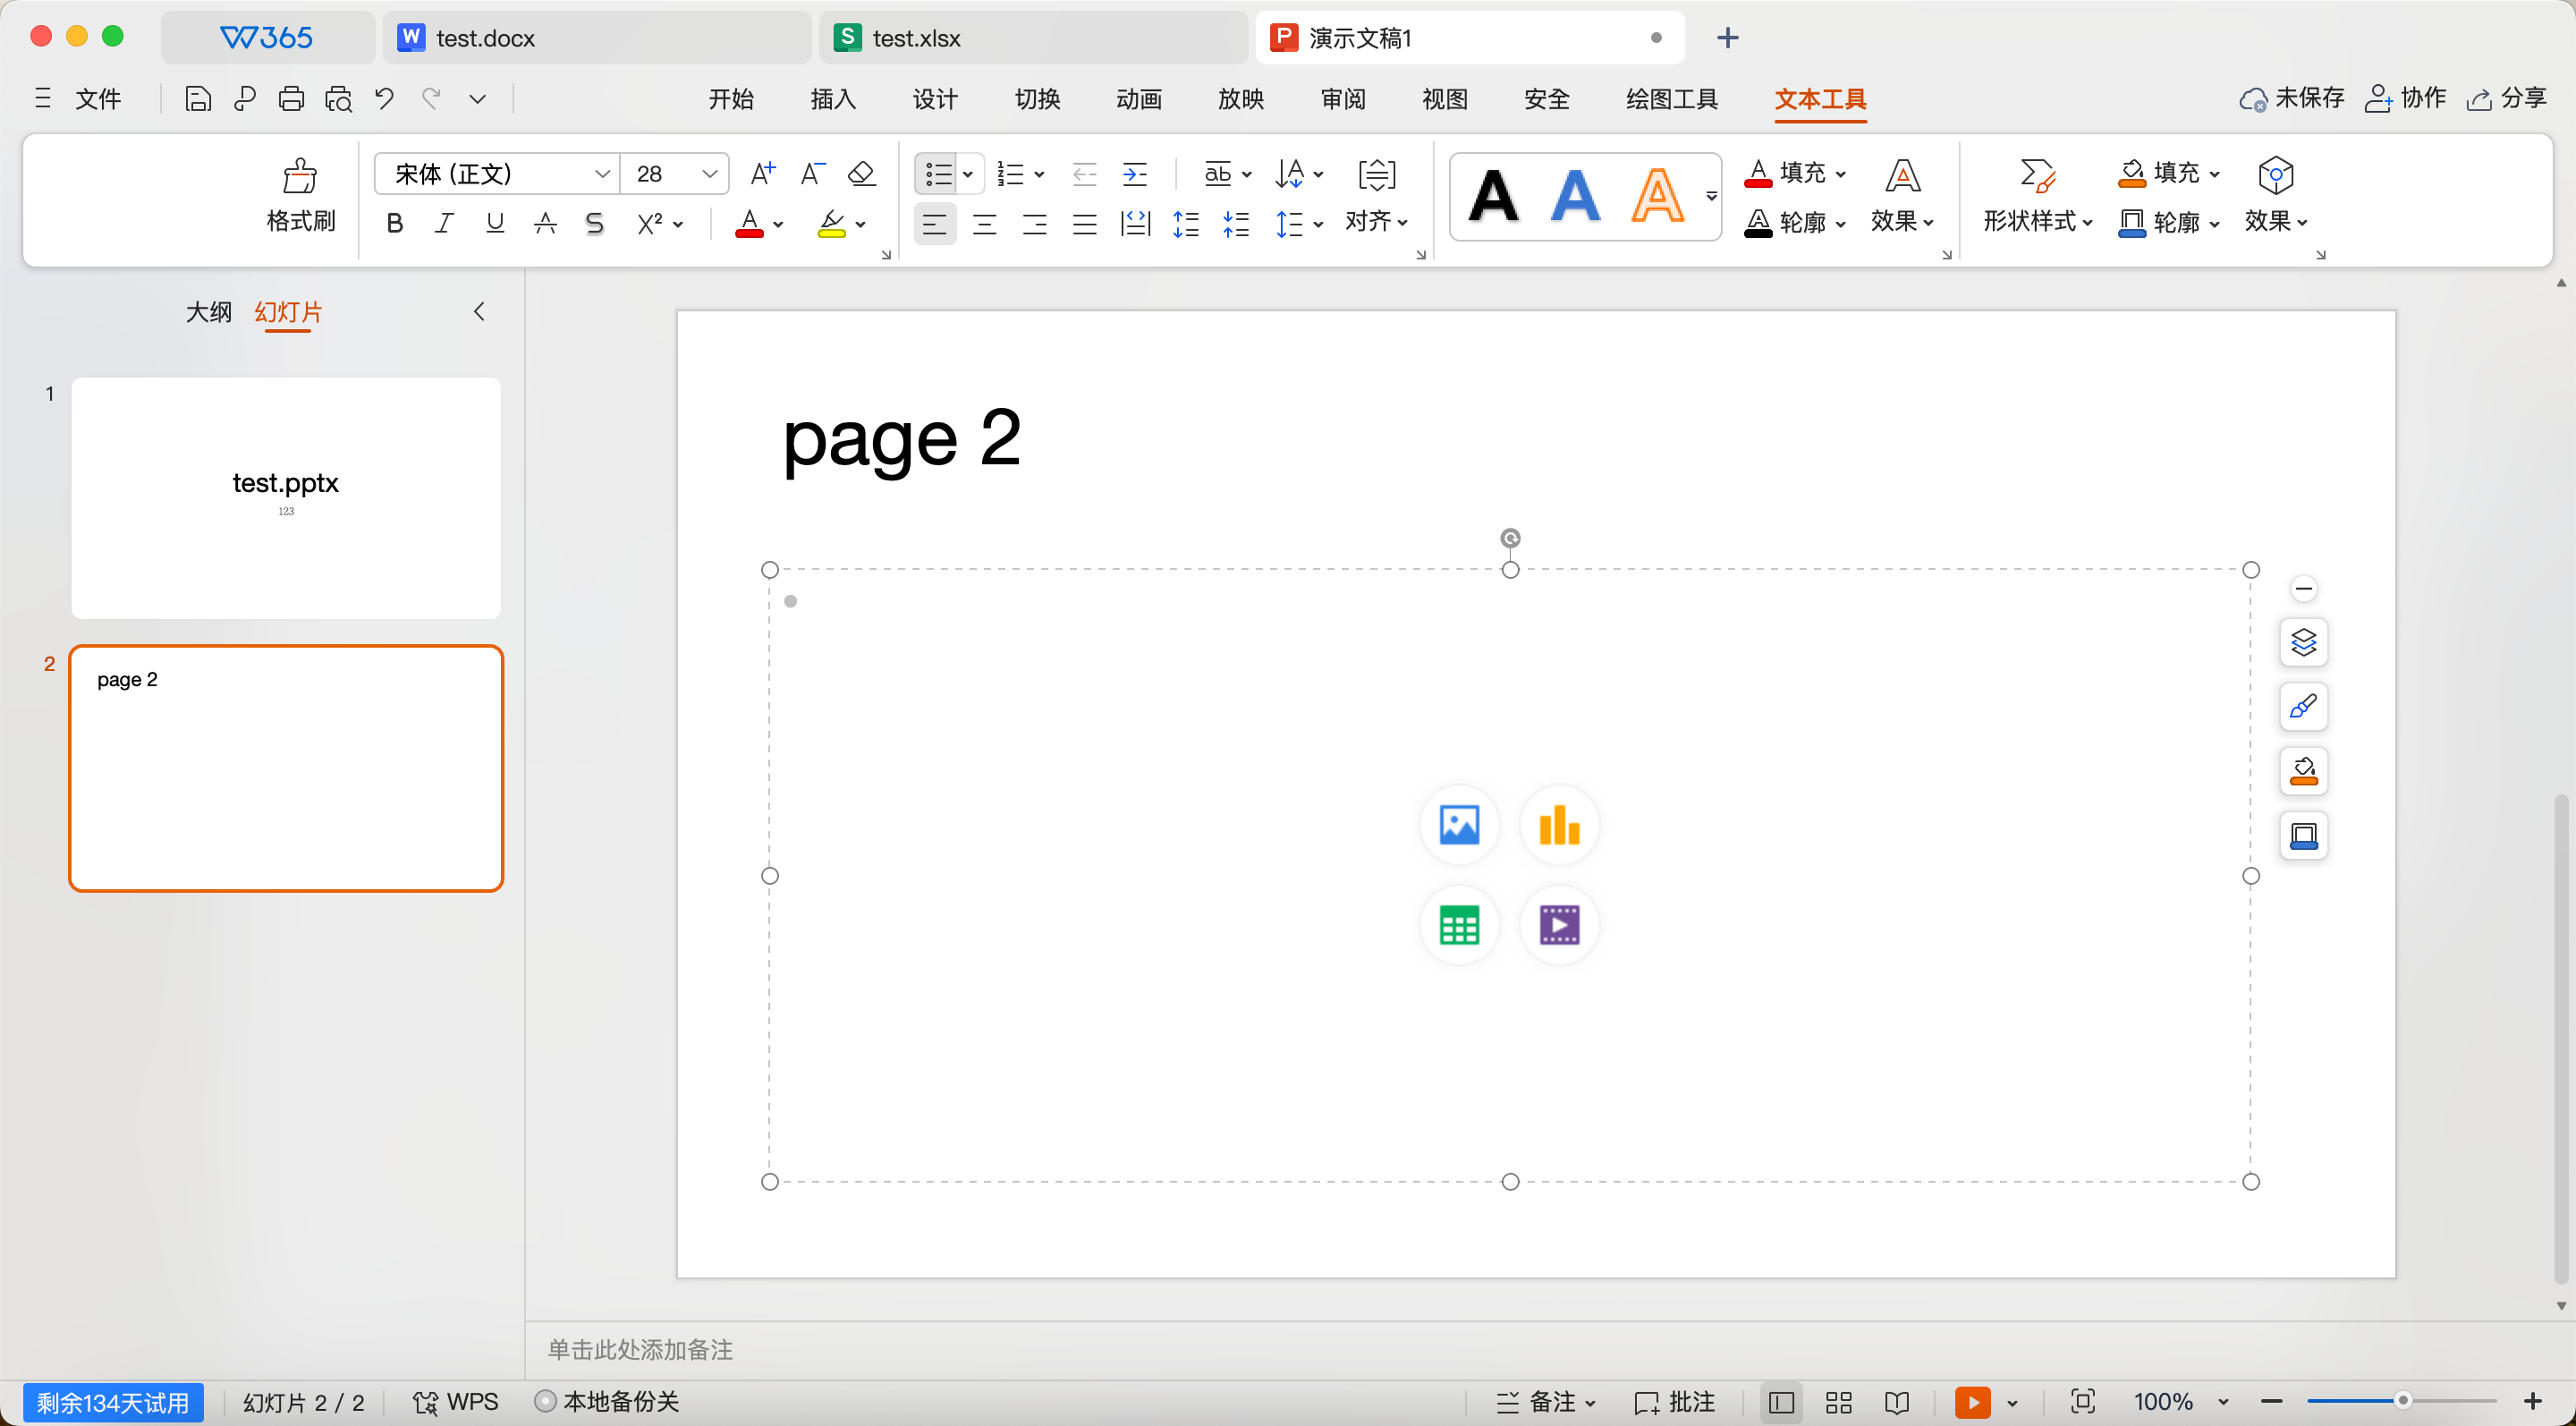 W365 test.docx test.xlsx 演示文稿1
文件 开始 插入 设计 切换 动画 放映 审阅 视图 安全 绘图工具 文本工具 未保存 协作 分享
格式刷 宋体 (正文) 28 对齐 填充 轮廓 效果 形状样式 填充 轮廓 效果
大纲 幻灯片
1
test.pptx
123
2
page 2
page 2
单击此处添加备注
剩余134天试用 幻灯片 2 / 2 WPS 本地备份关 备注 批注 100%